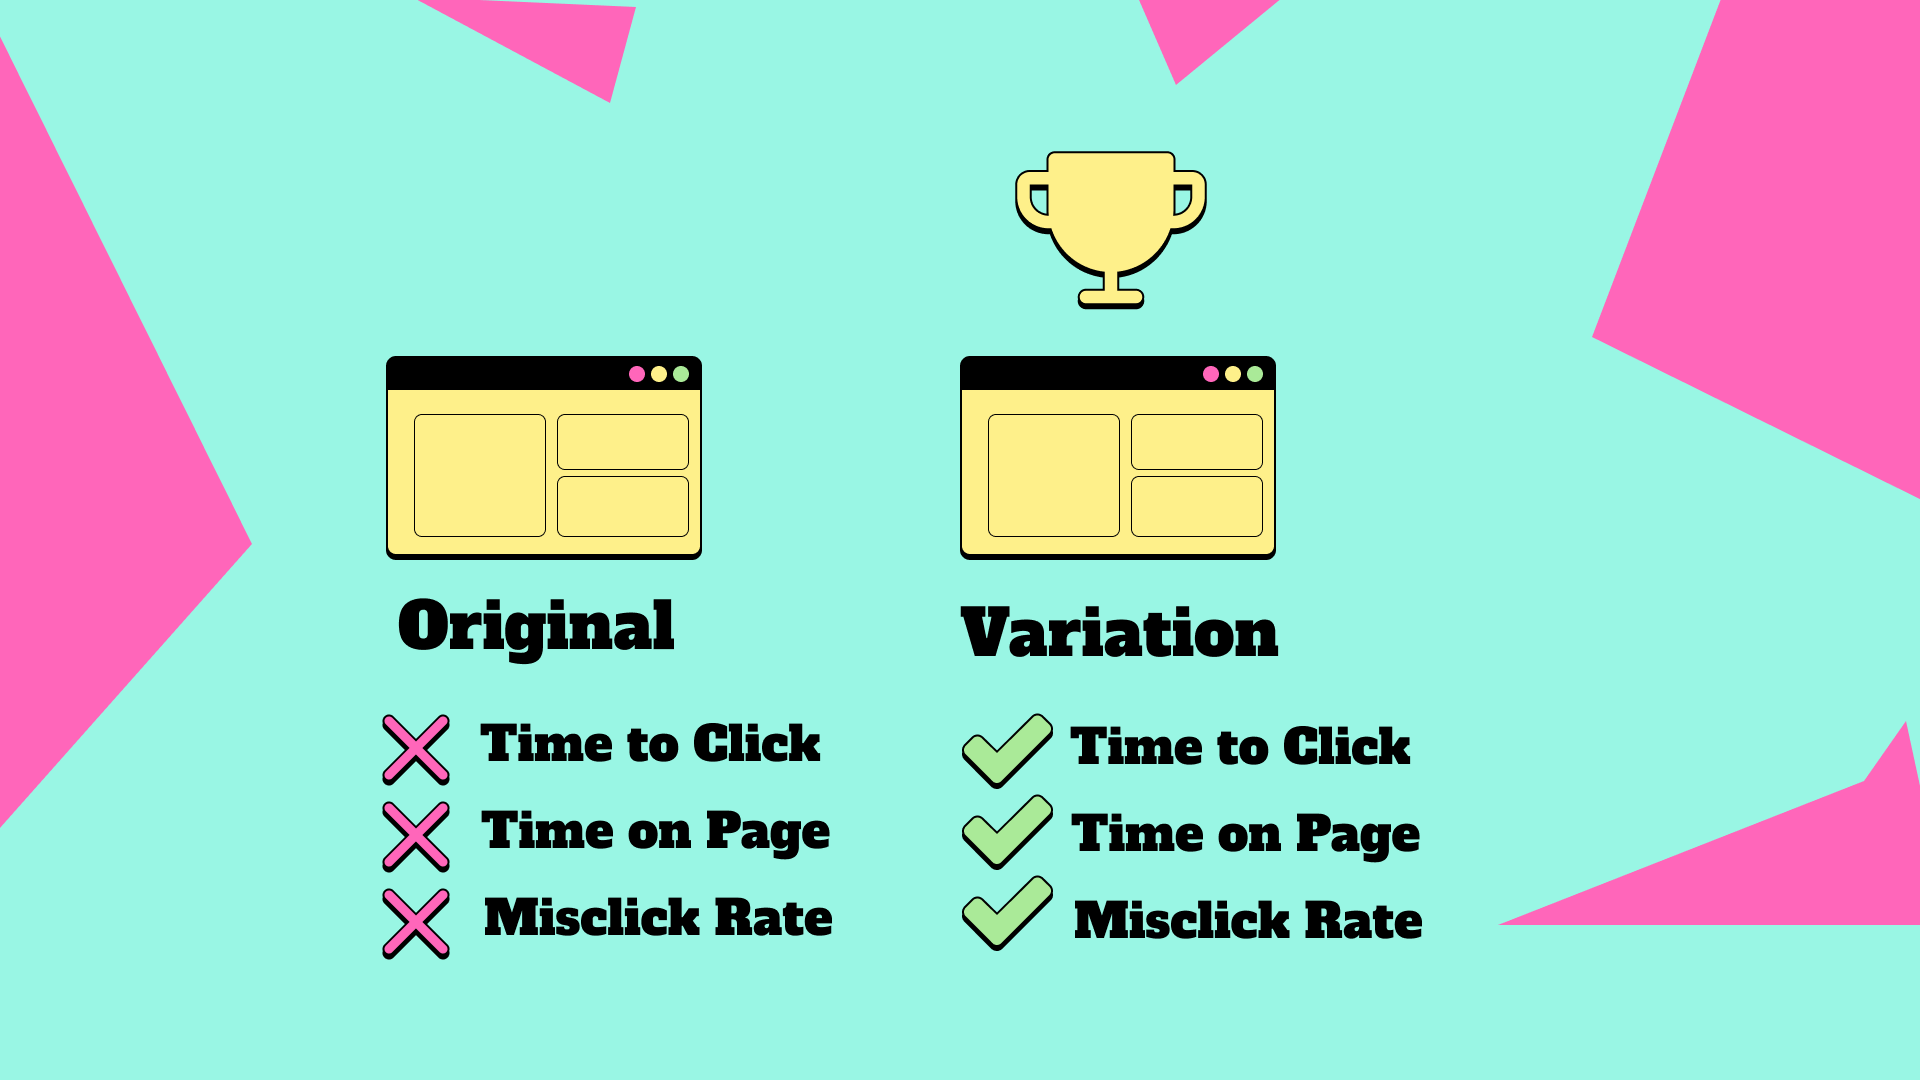 Original
Time to Click
Time on Page
Misclick Rate
Variation
Time to Click
Time on Page
Misclick Rate